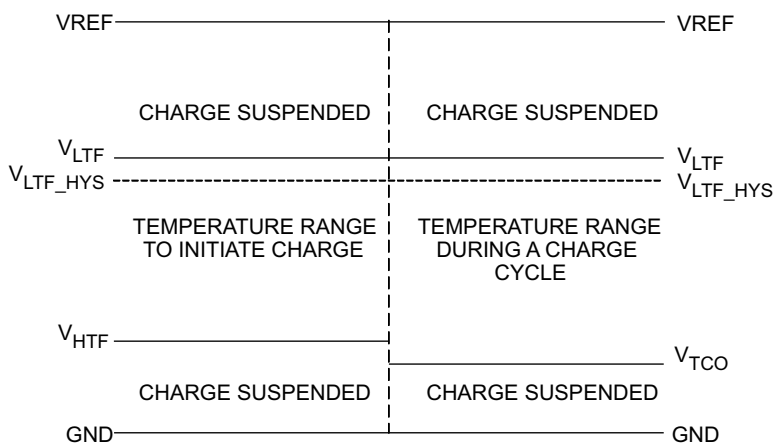 VREF VREF
CHARGE SUSPENDED CHARGE SUSPENDED
VLTF VLTF
VLTF_HYS VLTF_HYS
TEMPERATURE RANGE
TO INITIATE CHARGE
TEMPERATURE RANGE
DURING A CHARGE
CYCLE
VHTF
VTCO
CHARGE SUSPENDED CHARGE SUSPENDED
GND GND